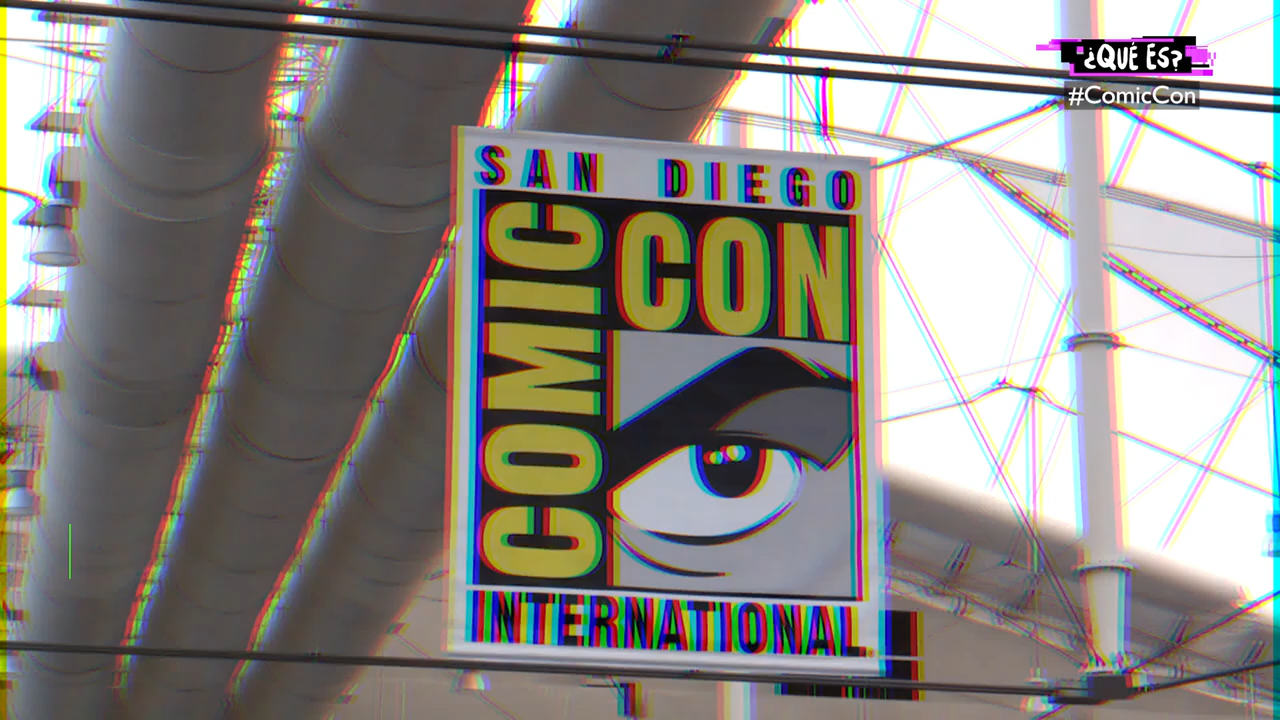 ¿QUÉ ES?
#ComicCon
SAN DIEGO
COMIC
CON
INTERNATIONAL